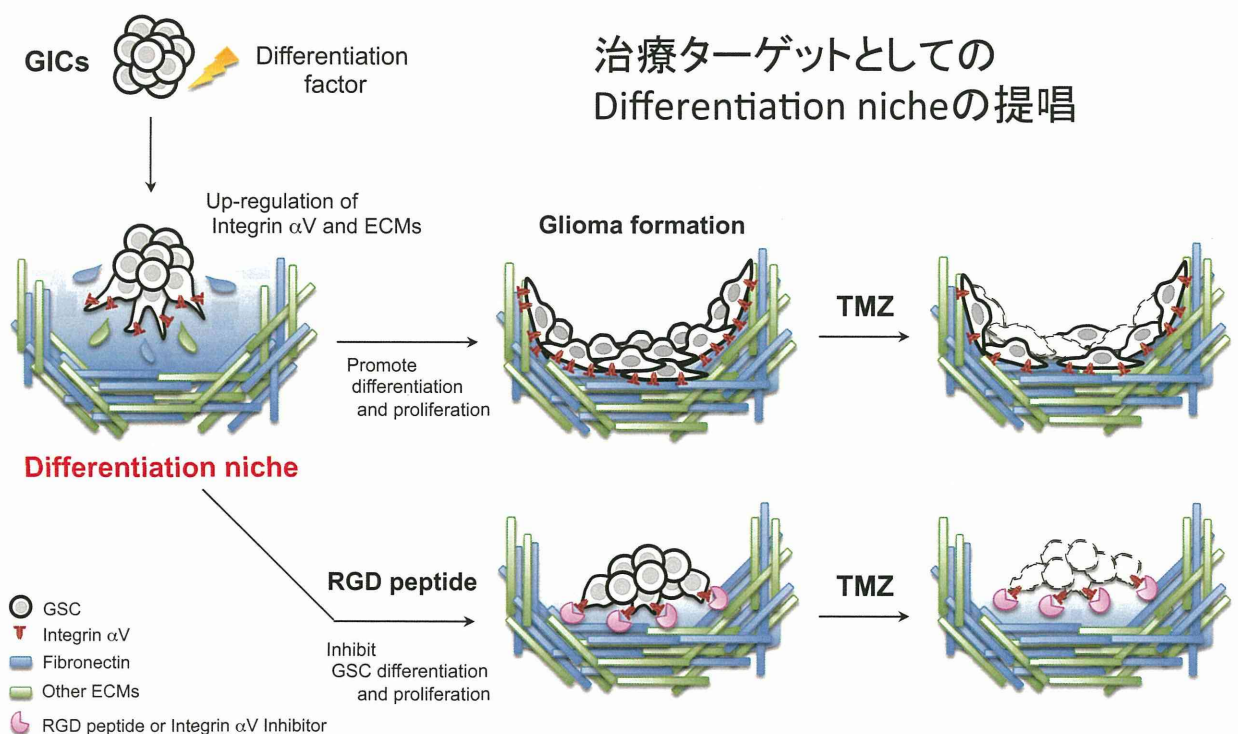 GICs
Differentiation
factor
治療ターゲットとしての
Differentiation nicheの提唱
Up-regulation of
Integrin αV and ECMs
Glioma formation
TMZ
Promote
differentiation
and proliferation
Differentiation niche
RGD peptide
TMZ
Inhibit
GSC differentiation
and proliferation
GSC
Integrin αV
Fibronectin
Other ECMs
RGD peptide or Integrin αV Inhibitor